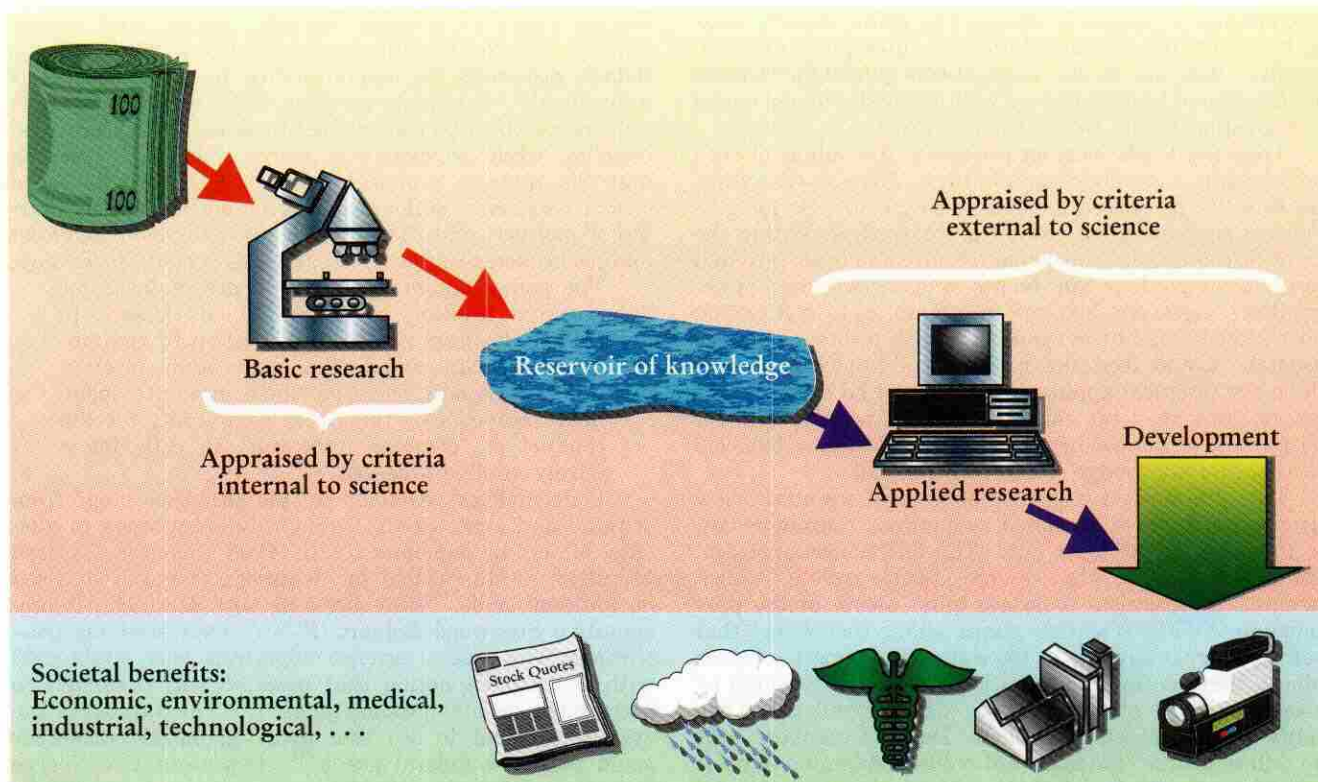 100
100
Basic research
Appraised by criteria
internal to science
Reservoir of knowledge
Appraised by criteria
external to science
Applied research
Development
Societal benefits:
Economic, environmental, medical,
industrial, technological, . . .
Stock Quotes